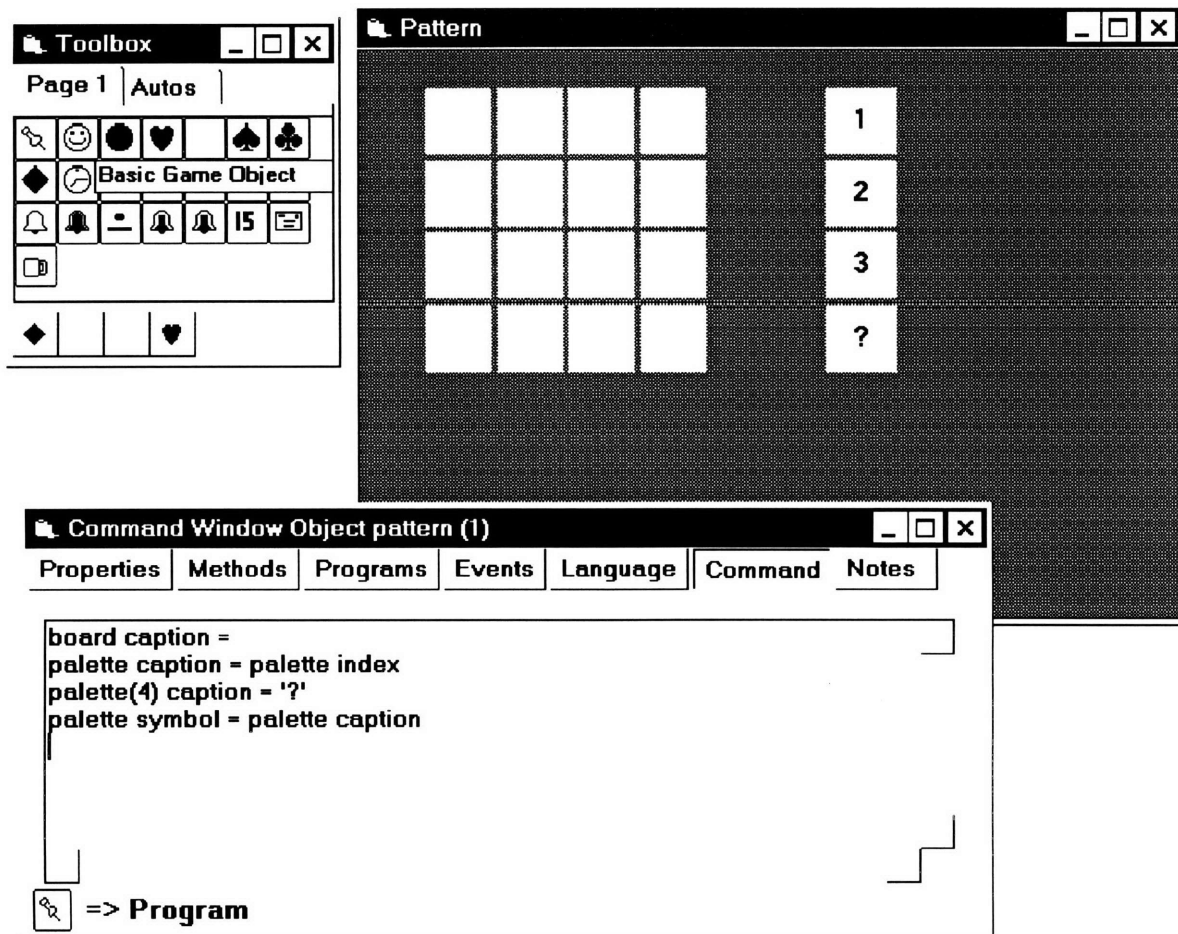 Toolbox
Page 1 Autos
Basic Game Object
15
Pattern
1
2
3
?
Command Window Object pattern (1)
Properties Methods Programs Events Language Command Notes
board caption =
palette caption = palette index
palette(4) caption = '?'
palette symbol = palette caption
=> Program